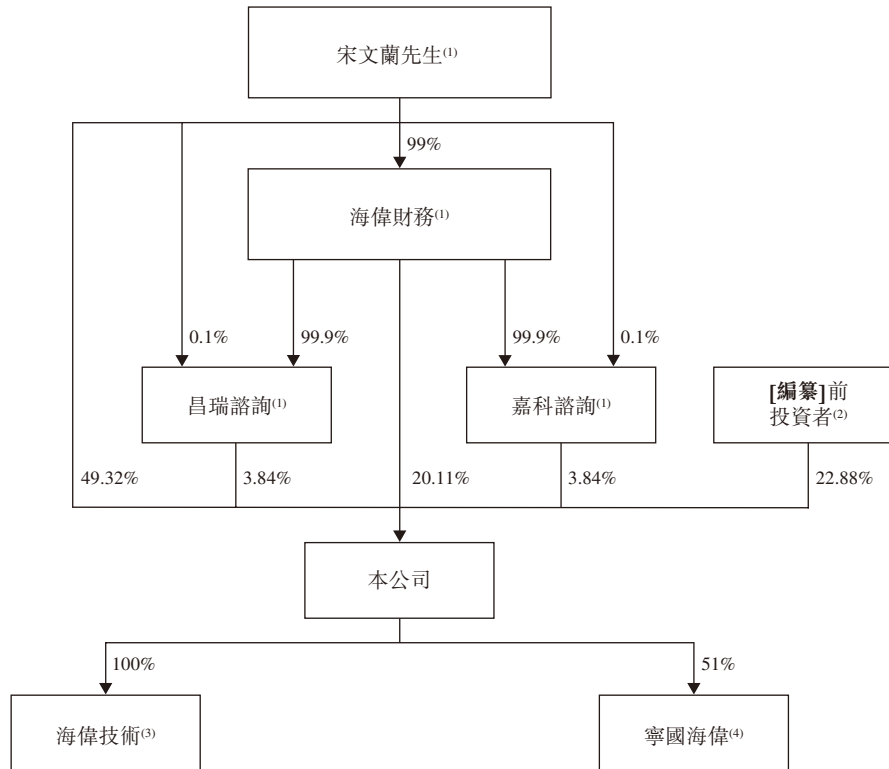 宋文蘭先生(1)
99%
海偉財務(1)
0.1%
99.9%
99.9%
0.1%
昌瑞諮詢(1)
嘉科諮詢(1)
[編纂]前
投資者(2)
49.32%
3.84%
20.11%
3.84%
22.88%
本公司
100%
51%
海偉技術(3)
寧國海偉(4)